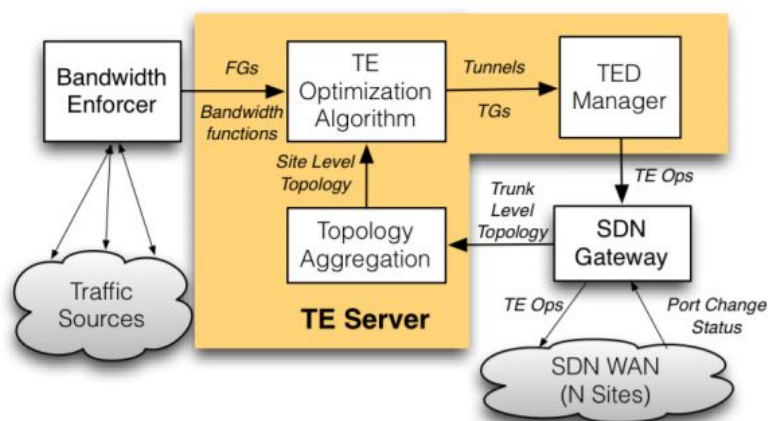 Bandwidth
Enforcer
FGs
Bandwidth
functions
TE
Optimization
Algorithm
Tunnels
TGs
TED
Manager
Site Level
Topology
TE Ops
Trunk
Level
Topology
Topology
Aggregation
SDN
Gateway
Traffic
Sources
TE Server
TE Ops
Port Change
Status
SDN WAN
(N Sites)